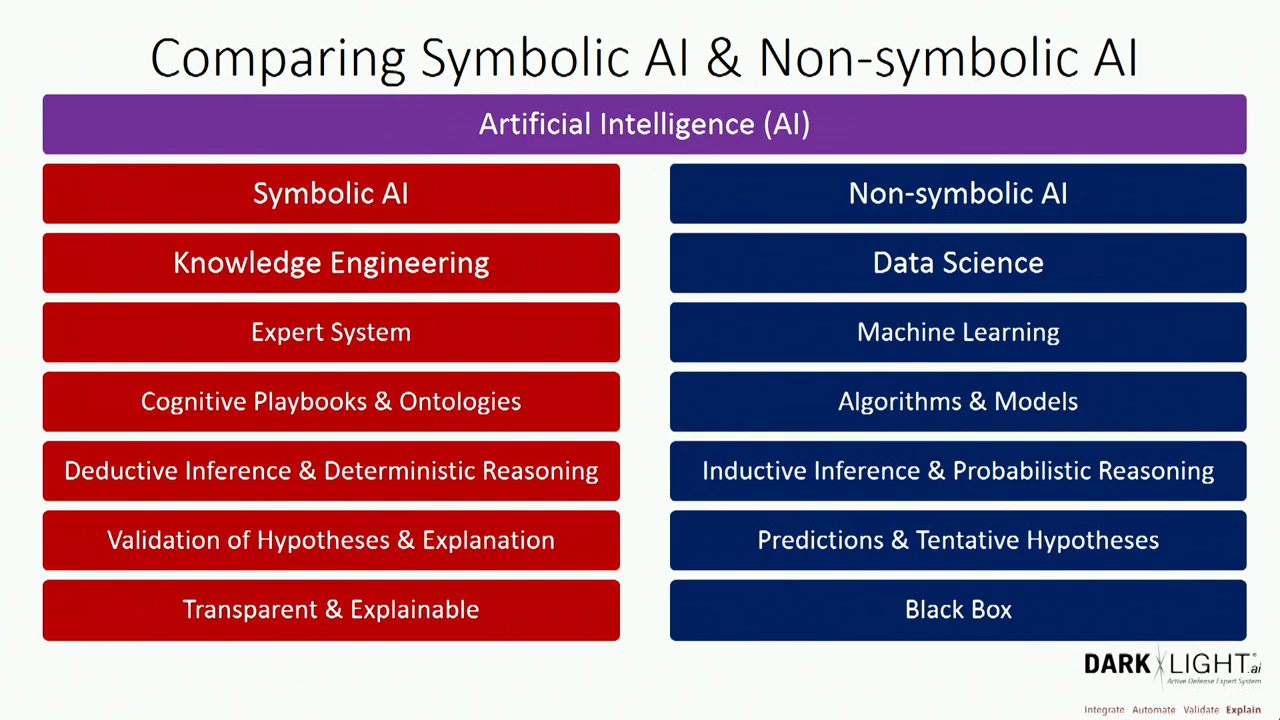 Comparing Symbolic AI & Non-symbolic AI
Artificial Intelligence (AI)
Symbolic AI
Non-symbolic AI
Knowledge Engineering
Data Science
Expert System
Machine Learning
Cognitive Playbooks & Ontologies
Algorithms & Models
Deductive Inference & Deterministic Reasoning
Inductive Inference & Probabilistic Reasoning
Validation of Hypotheses & Explanation
Predictions & Tentative Hypotheses
Transparent & Explainable
Black Box
DARK LIGHT®.ai
Active Defense Expert System
Integrate Automate Validate Explain